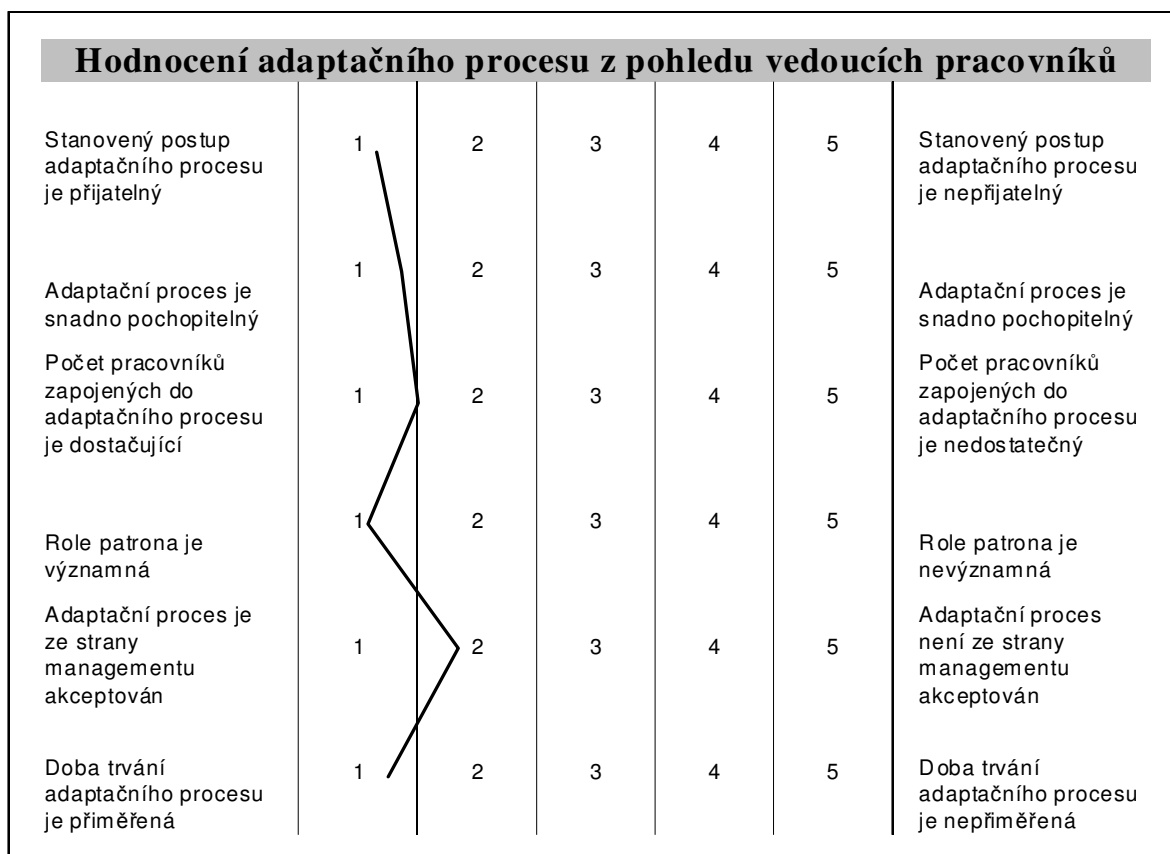 Hodnocení adaptačního procesu z pohledu vedoucích pracovníků
Stanovený postup
adaptačního procesu
je přijatelný
1 2 3 4 5
Stanovený postup
adaptačního procesu
je nepřijatelný
Adaptační proces je
snadno pochopitelný
1 2 3 4 5
Adaptační proces je
snadno pochopitelný
Počet pracovníků
zapojených do
adaptačního procesu
je dostačující
1 2 3 4 5
Počet pracovníků
zapojených do
adaptačního procesu
je nedostatečný
Role patrona je
významná
1 2 3 4 5
Role patrona je
nevýznamná
Adaptační proces je
ze strany
managementu
akceptován
1 2 3 4 5
Adaptační proces
není ze strany
managementu
akceptován
Doba trvání
adaptačního procesu
je přiměřená
1 2 3 4 5
Doba trvání
adaptačního procesu
je nepřiměřená